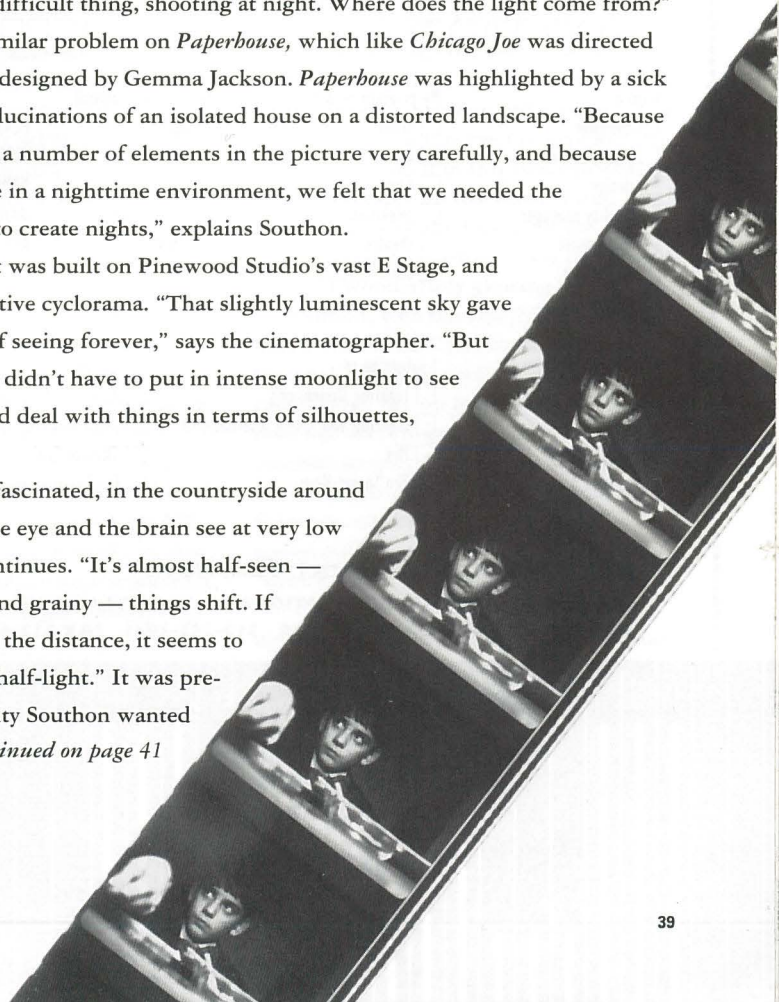 difficult thing, shooting at night. Where does the light come from?"
milar problem on Paperhouse, which like Chicago Joe was directed
designed by Gemma Jackson. Paperhouse was highlighted by a sick
lucinations of an isolated house on a distorted landscape. “Because
a number of elements in the picture very carefully, and because
e in a nighttime environment, we felt that we needed the
to create nights,” explains Southon.
t was built on Pinewood Studio’s vast E Stage, and
tive cyclorama. “That slightly luminescent sky gave
f seeing forever,” says the cinematographer. “But
didn’t have to put in intense moonlight to see
d deal with things in terms of silhouettes,
fascinated, in the countryside around
e eye and the brain see at very low
ntinues. “It’s almost half-seen —
nd grainy — things shift. If
the distance, it seems to
half-light.” It was pre-
ty Southon wanted
inued on page 41
39